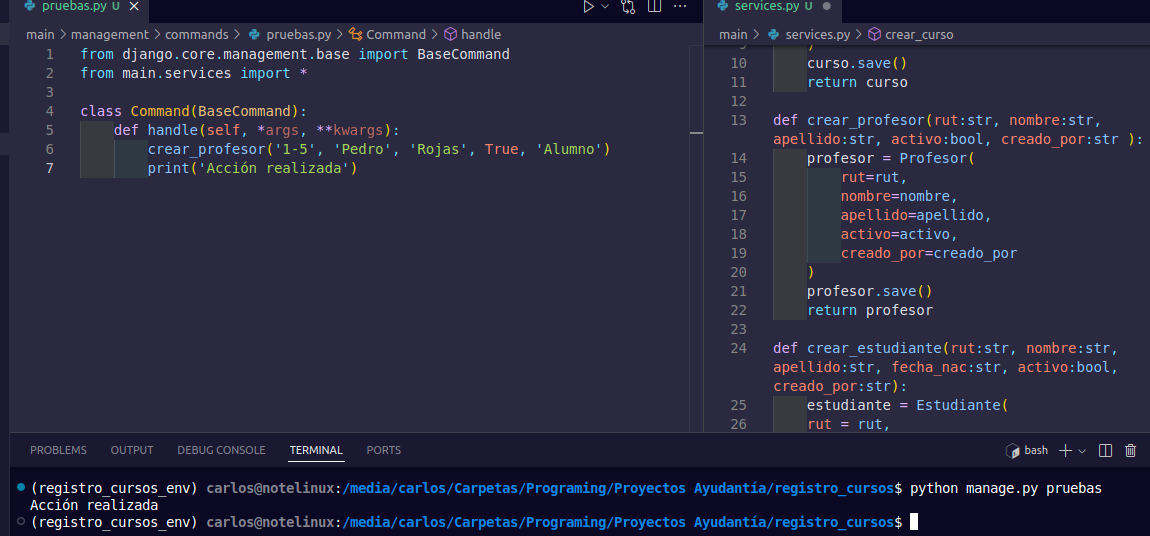 pruebas.py U
main > management > commands > pruebas.py > Command > handle
1 from django.core.management.base import BaseCommand
2 from main.services import *
3
4 class Command(BaseCommand):
5 def handle(self, *args, **kwargs):
6 crear_profesor('1-5', 'Pedro', 'Rojas', True, 'Alumno')
7 print('Acción realizada')
services.py U
main > services.py > crear_curso
10 curso.save()
11 return curso
12
13 def crear_profesor(rut:str, nombre:str,
apellido:str, activo:bool, creado_por:str ):
14 profesor = Profesor(
15 rut=rut,
16 nombre=nombre,
17 apellido=apellido,
18 activo=activo,
19 creado_por=creado_por
20 )
21 profesor.save()
22 return profesor
23
24 def crear_estudiante(rut:str, nombre:str,
apellido:str, fecha_nac:str, activo:bool,
creado_por:str):
25 estudiante = Estudiante(
26 rut = rut,
PROBLEMS OUTPUT DEBUG CONSOLE TERMINAL PORTS
bash
(registro_cursos_env) carlos@notelinux:/media/carlos/Carpetas/Programing/Proyectos Ayudantía/registro_cursos$ python manage.py pruebas
Acción realizada
(registro_cursos_env) carlos@notelinux:/media/carlos/Carpetas/Programing/Proyectos Ayudantía/registro_cursos$